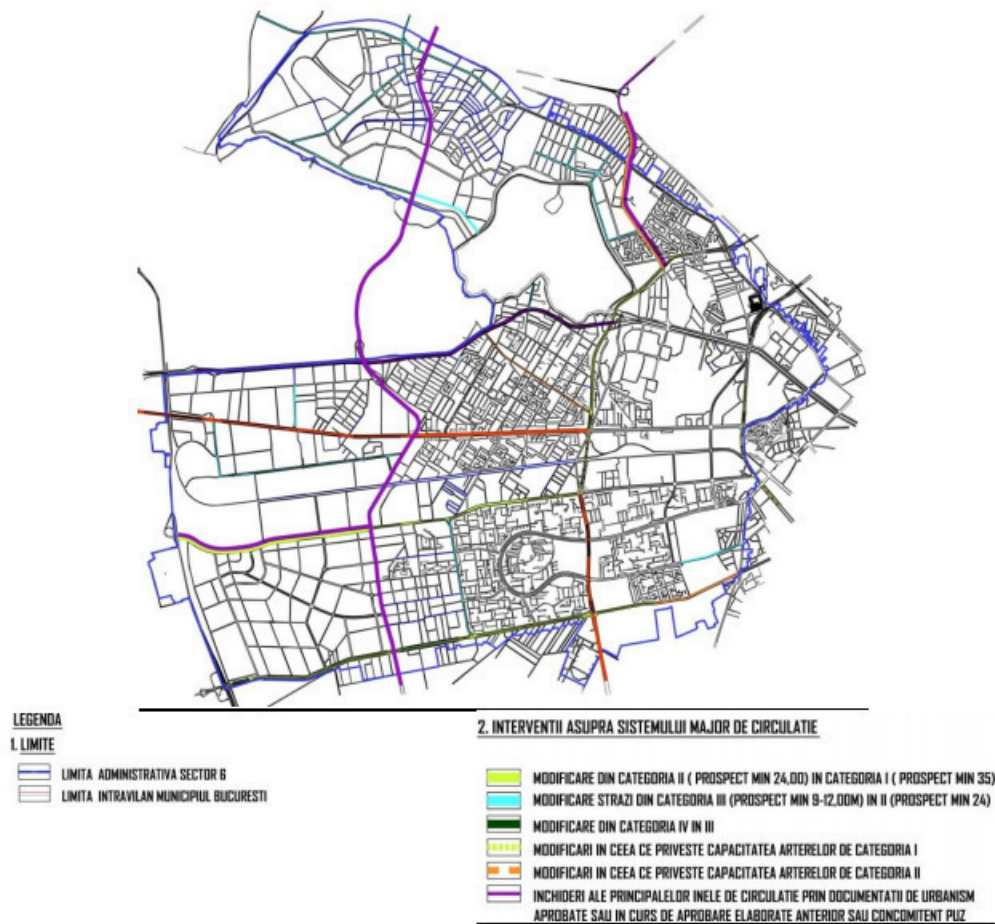 LEGENDA
1. LIMITE
LIMITA ADMINISTRATIVA SECTOR 6
LIMITA INTRAVILAN MUNICIPIUL BUCURESTI
2. INTERVENTII ASUPRA SISTEMULUI MAJOR DE CIRCULATIE
MODIFICARE DIN CATEGORIA II ( PROSPECT MIN 24,00) IN CATEGORIA I ( PROSPECT MIN 35)
MODIFICARE STRAZI DIN CATEGORIA III (PROSPECT MIN 9-12,00M) IN II (PROSPECT MIN 24)
MODIFICARE DIN CATEGORIA IV IN III
MODIFICARI IN CEEA CE PRIVESTE CAPACITATEA ARTERELOR DE CATEGORIA I
MODIFICARI IN CEEA CE PRIVESTE CAPACITATEA ARTERELOR DE CATEGORIA II
INCHIDERI ALE PRINCIPALELOR INELE DE CIRCULATIE PRIN DOCUMENTATII DE URBANISM
APROBATE SAU IN CURS DE APROBARE ELABORATE ANTERIOR SAU CONCOMITENT PUZ